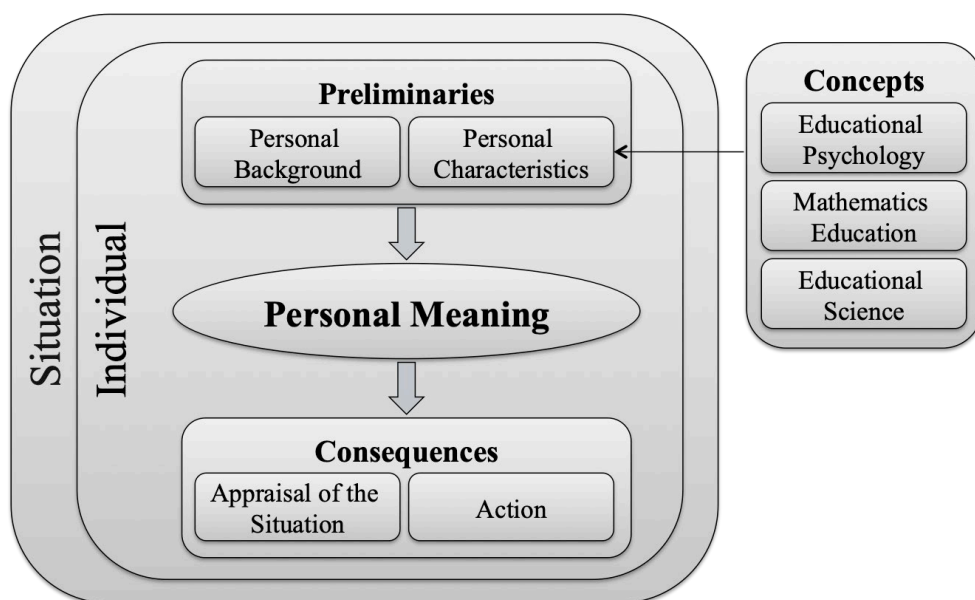 Situation
Individual
Preliminaries
Personal
Background
Personal
Characteristics
Personal Meaning
Consequences
Appraisal of the
Situation
Action
Concepts
Educational
Psychology
Mathematics
Education
Educational
Science